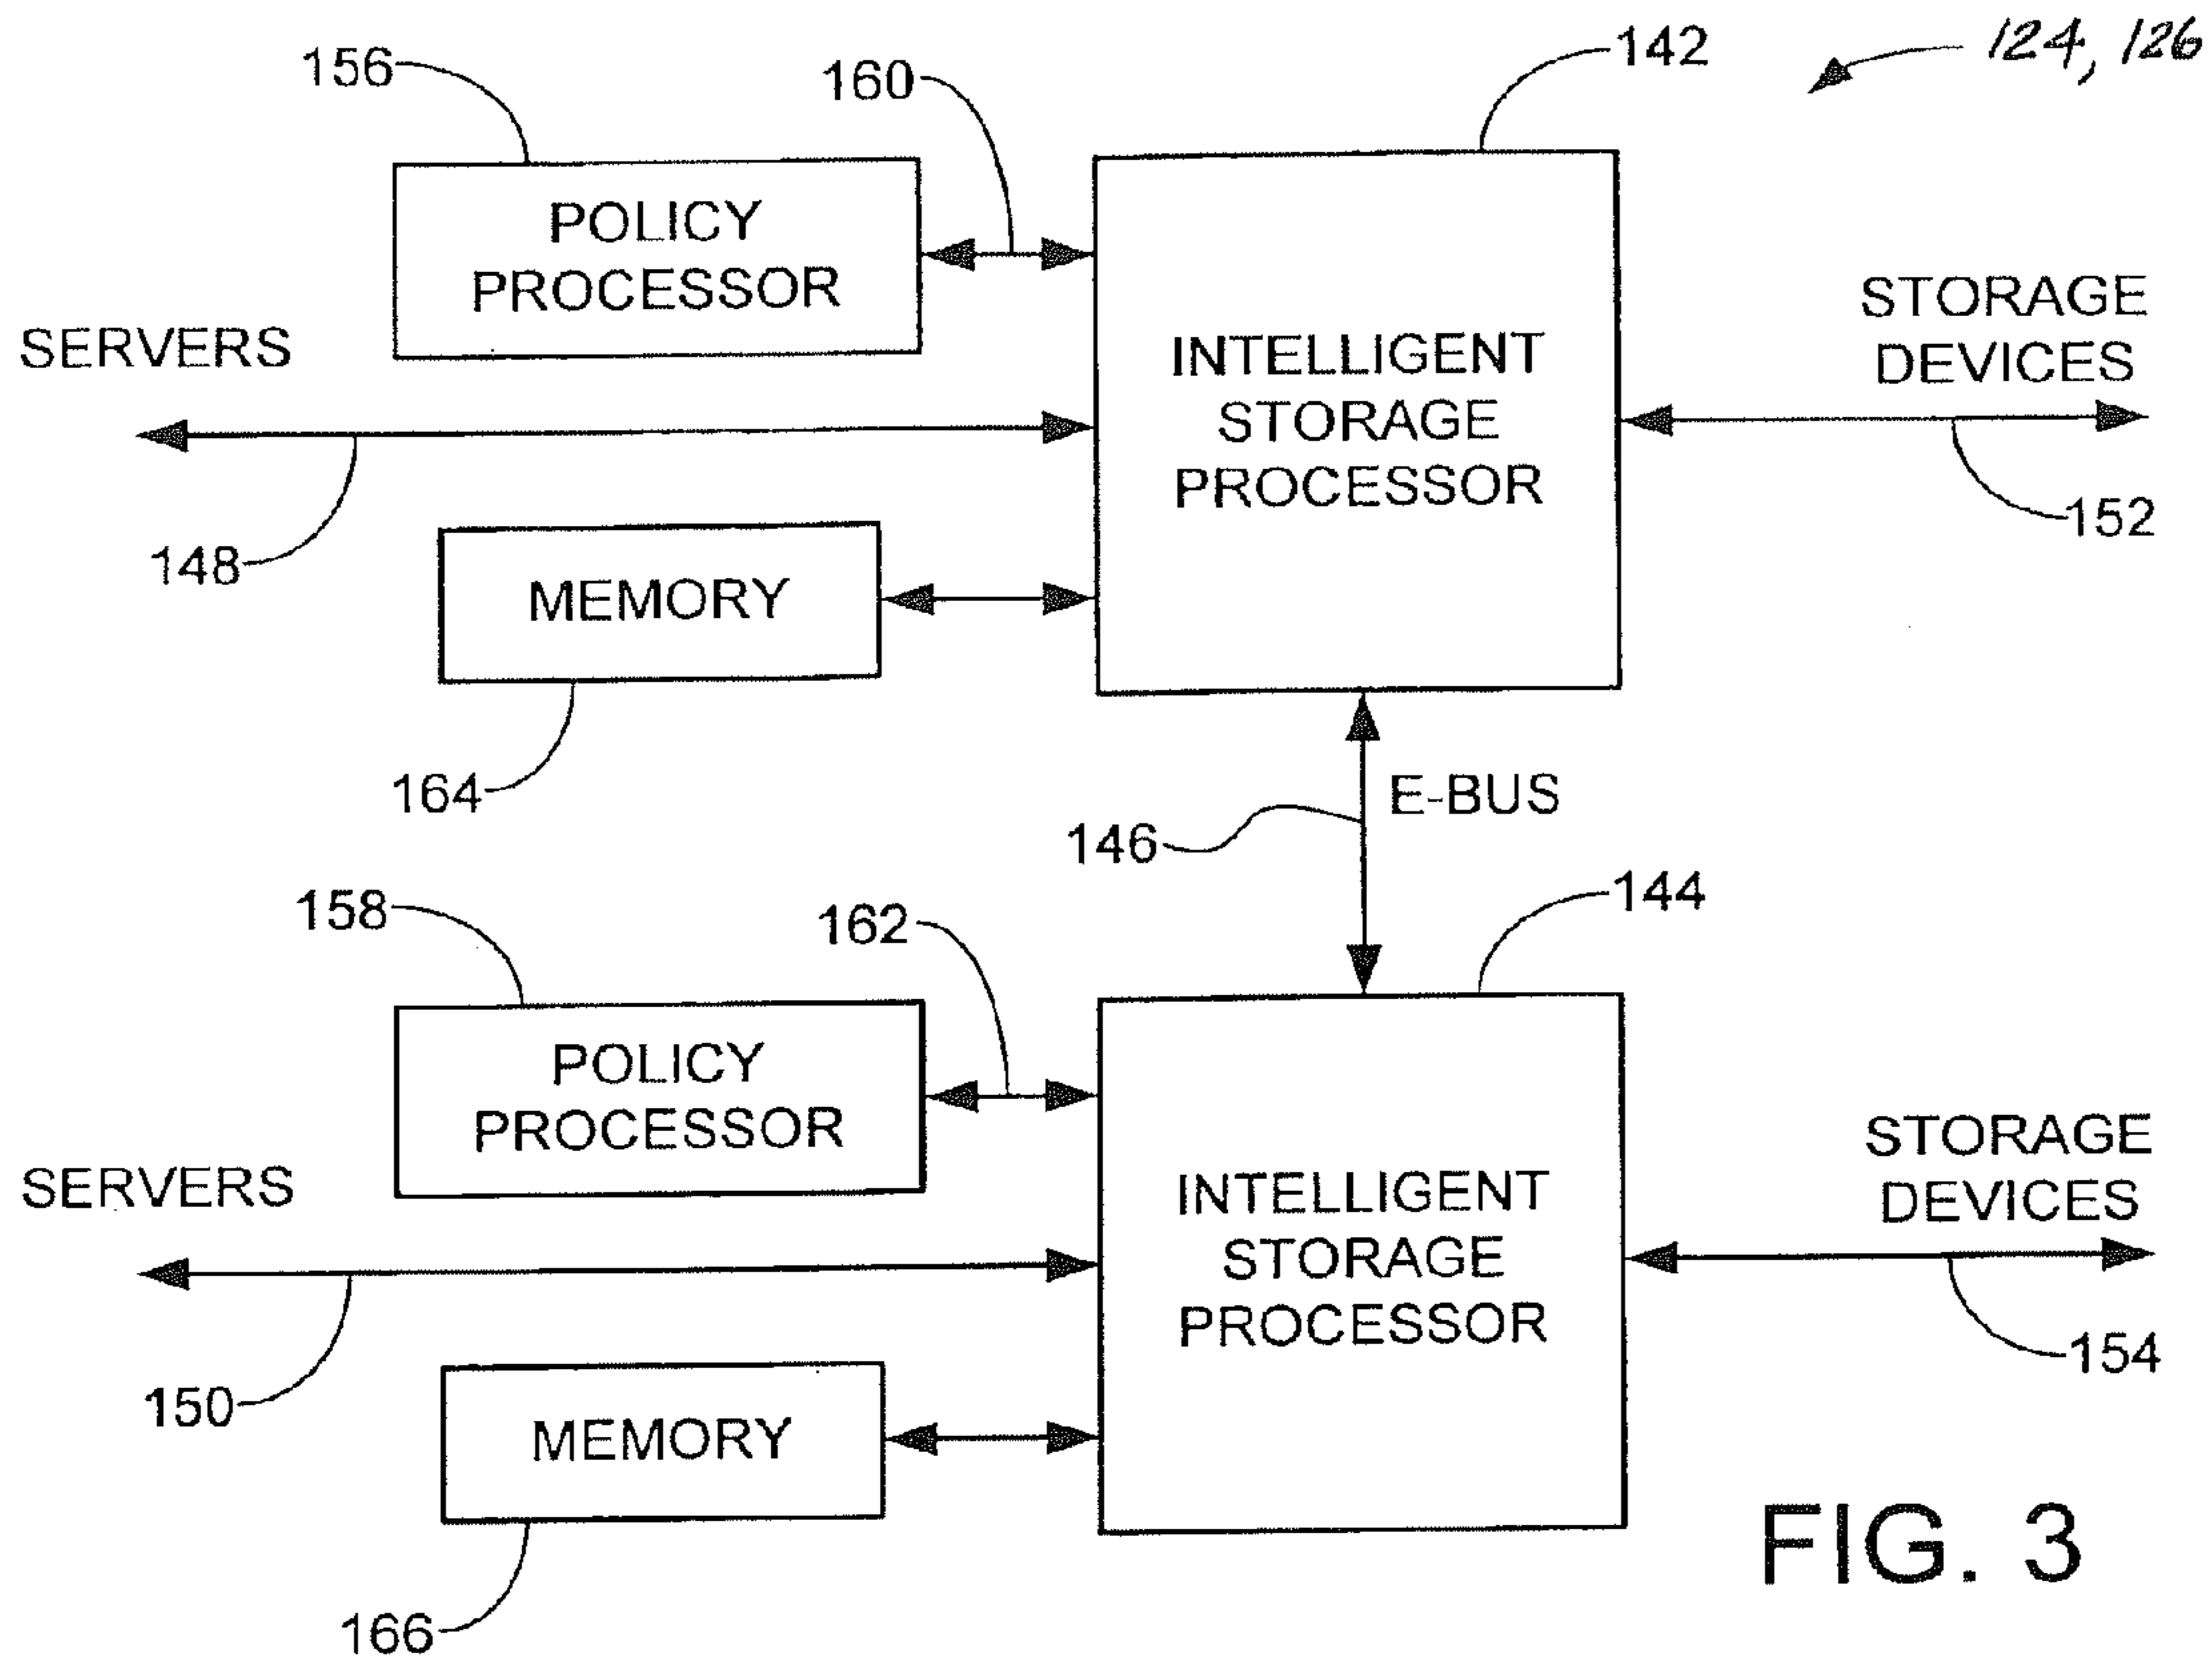 124, 126
142
156
160
POLICY
PROCESSOR
SERVERS
148
MEMORY
164
INTELLIGENT
STORAGE
PROCESSOR
STORAGE
DEVICES
152
E-BUS
146
144
158
162
POLICY
PROCESSOR
SERVERS
150
MEMORY
166
INTELLIGENT
STORAGE
PROCESSOR
STORAGE
DEVICES
154
FIG. 3